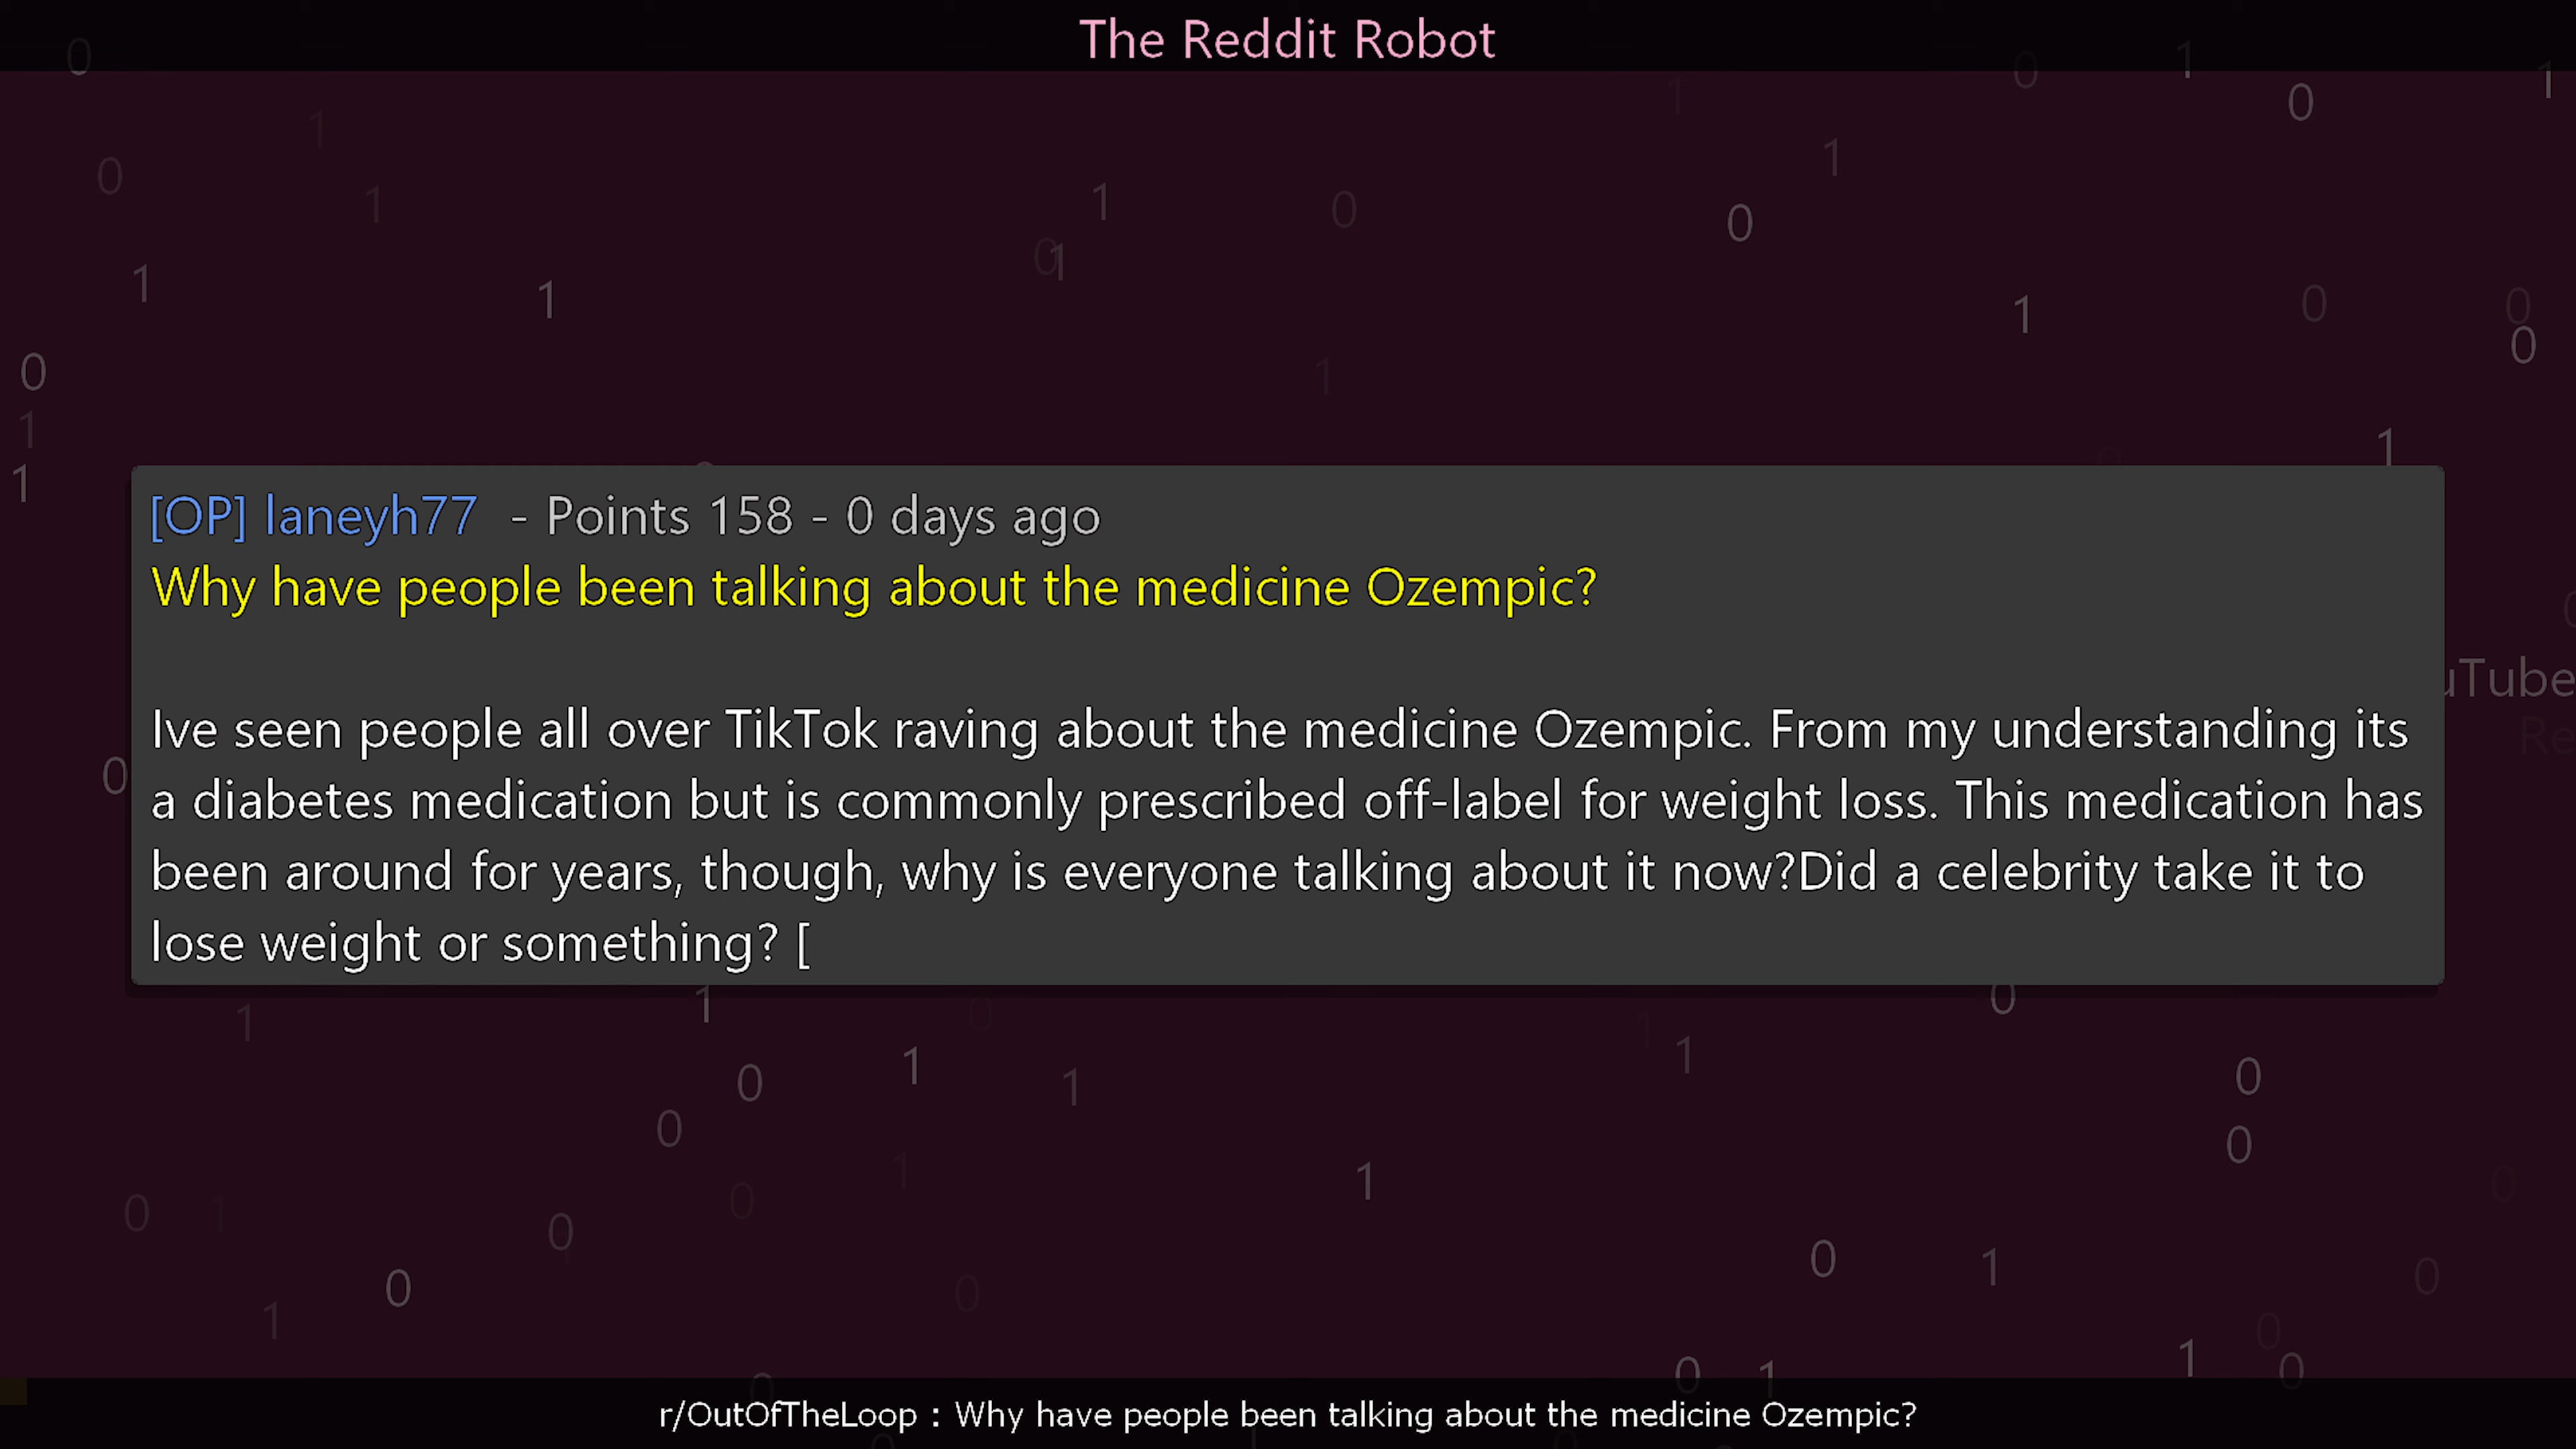 The Reddit Robot
[OP] laneyh77 - Points 158 - 0 days ago
Why have people been talking about the medicine Ozempic?
Ive seen people all over TikTok raving about the medicine Ozempic. From my understanding its
a diabetes medication but is commonly prescribed off-label for weight loss. This medication has
been around for years, though, why is everyone talking about it now?Did a celebrity take it to
lose weight or something? [
uTube
Re
r/OutOfTheLoop : Why have people been talking about the medicine Ozempic?